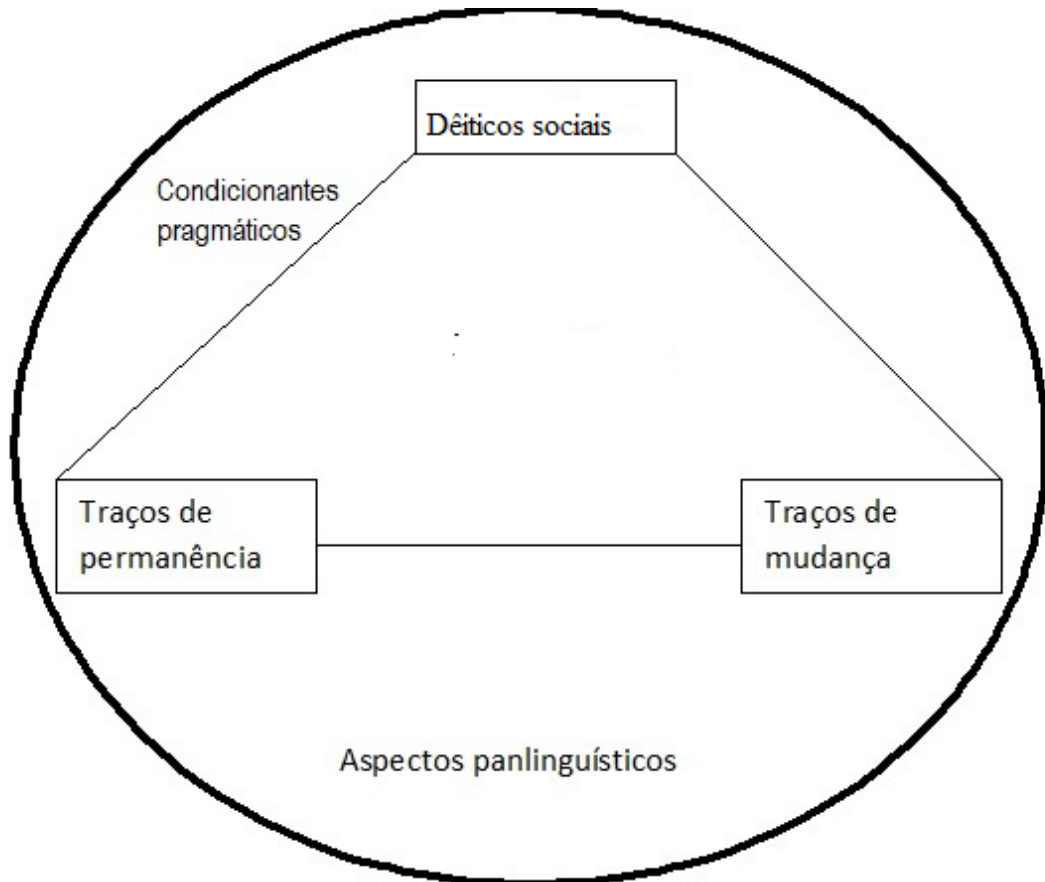 Dêiticos sociais
Condicionantes
pragmáticos
Traços de
permanência
Traços de
mudança
Aspectos panlinguísticos